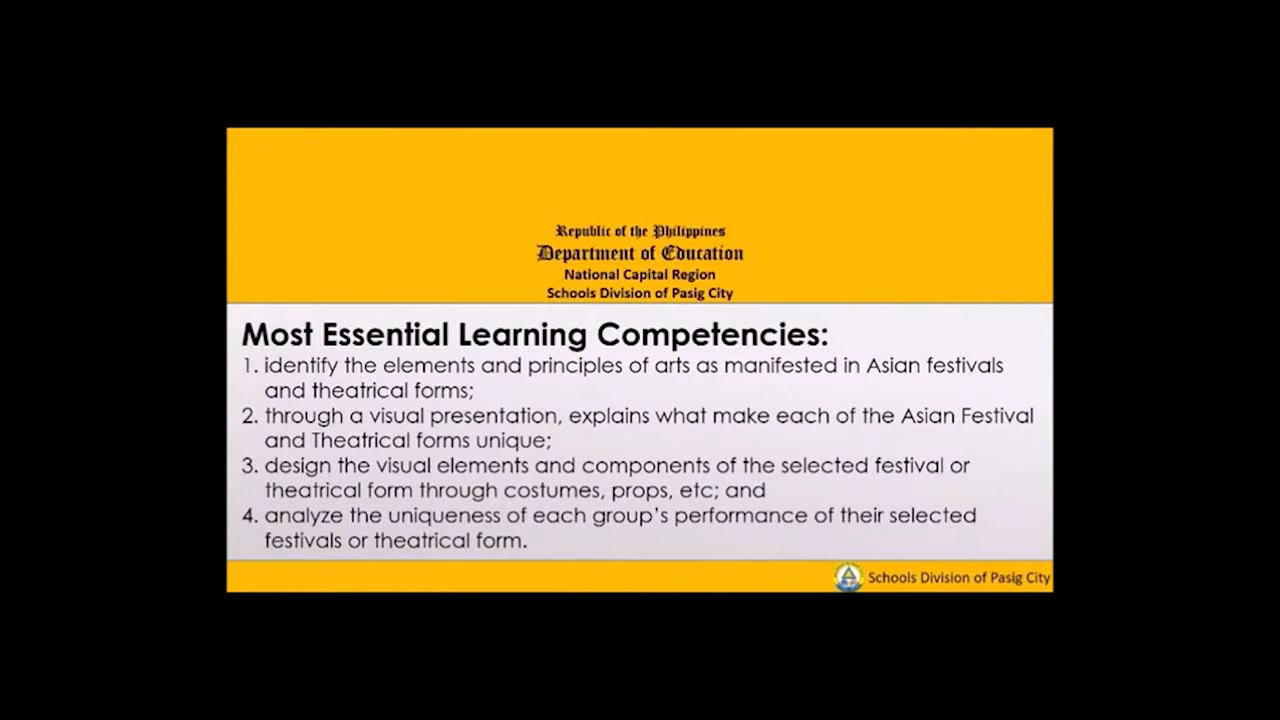 Republic of the Philippines
Department of Education
National Capital Region
Schools Division of Pasig City
Most Essential Learning Competencies:
1. identify the elements and principles of arts as manifested in Asian festivals
and theatrical forms;
2. through a visual presentation, explains what make each of the Asian Festival
and Theatrical forms unique;
3. design the visual elements and components of the selected festival or
theatrical form through costumes, props, etc; and
4. analyze the uniqueness of each group's performance of their selected
festivals or theatrical form.
Schools Division of Pasig City